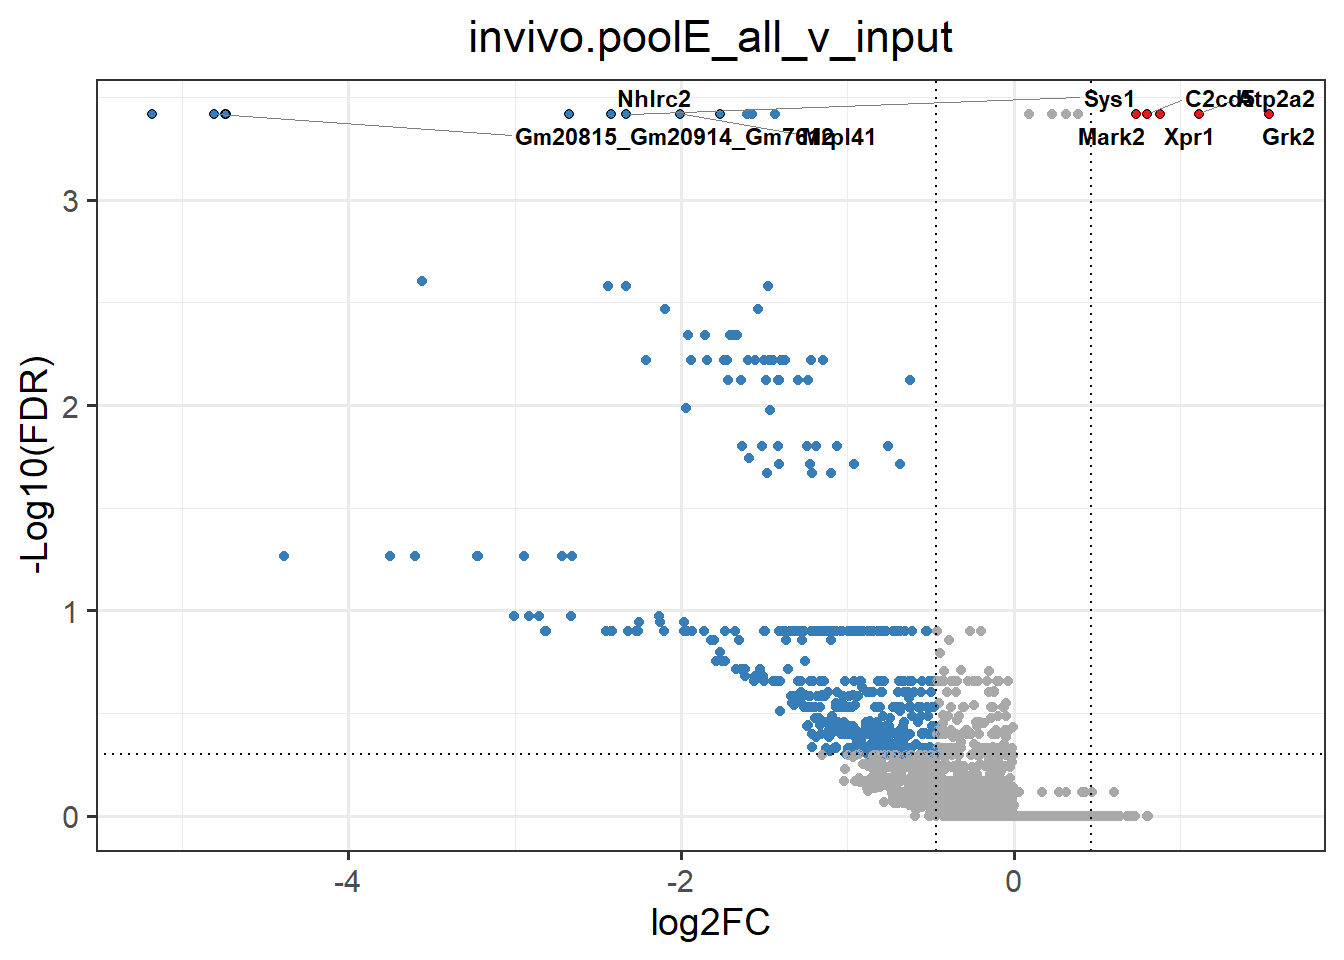 invivo.poolE_all_v_input
Nhlrc2
Sys1
C2cd5
Atp2a2
Gm20815_Gm20914_Gm7612
Mrpl41
Mark2
Xpr1
Grk2
3
2
1
0
-Log10(FDR)
-4
-2
0
log2FC